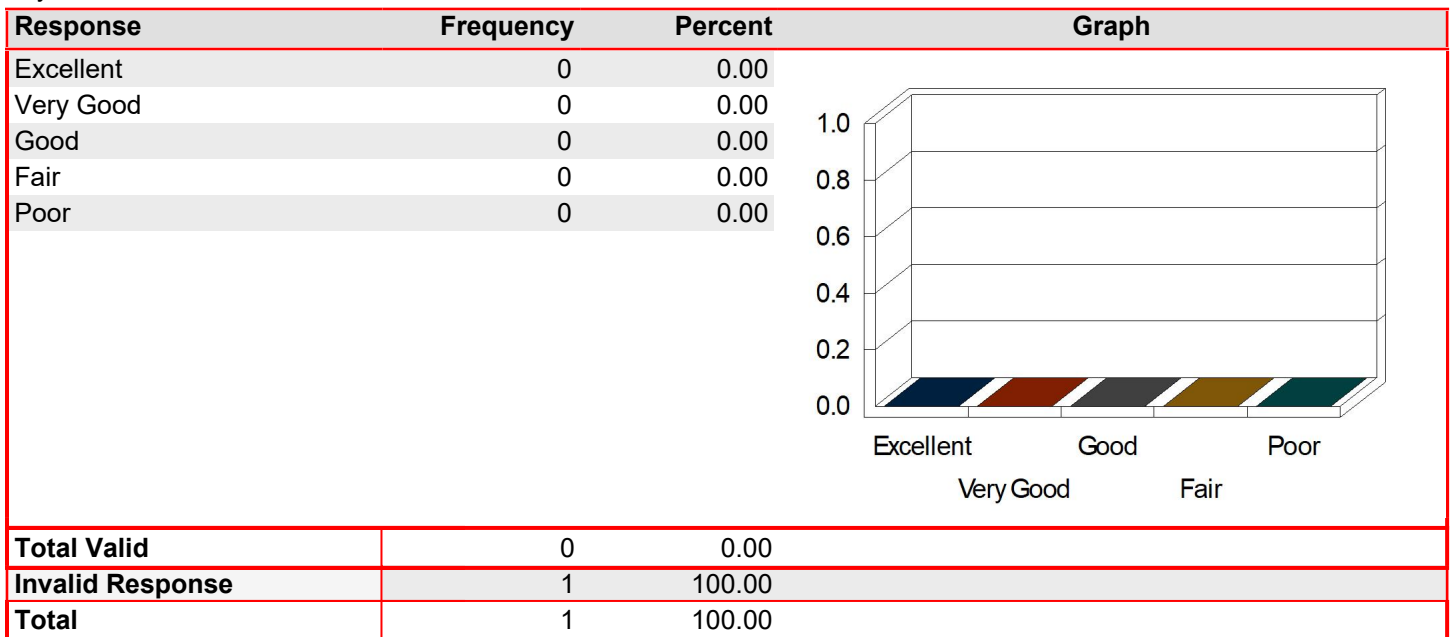 Response Frequency Percent Graph
Excellent 0 0.00
Very Good 0 0.00
Good 0 0.00
Fair 0 0.00
Poor 0 0.00
1.0
0.8
0.6
0.4
0.2
0.0
Excellent Good Poor
Very Good Fair
Total Valid 0 0.00
Invalid Response 1 100.00
Total 1 100.00